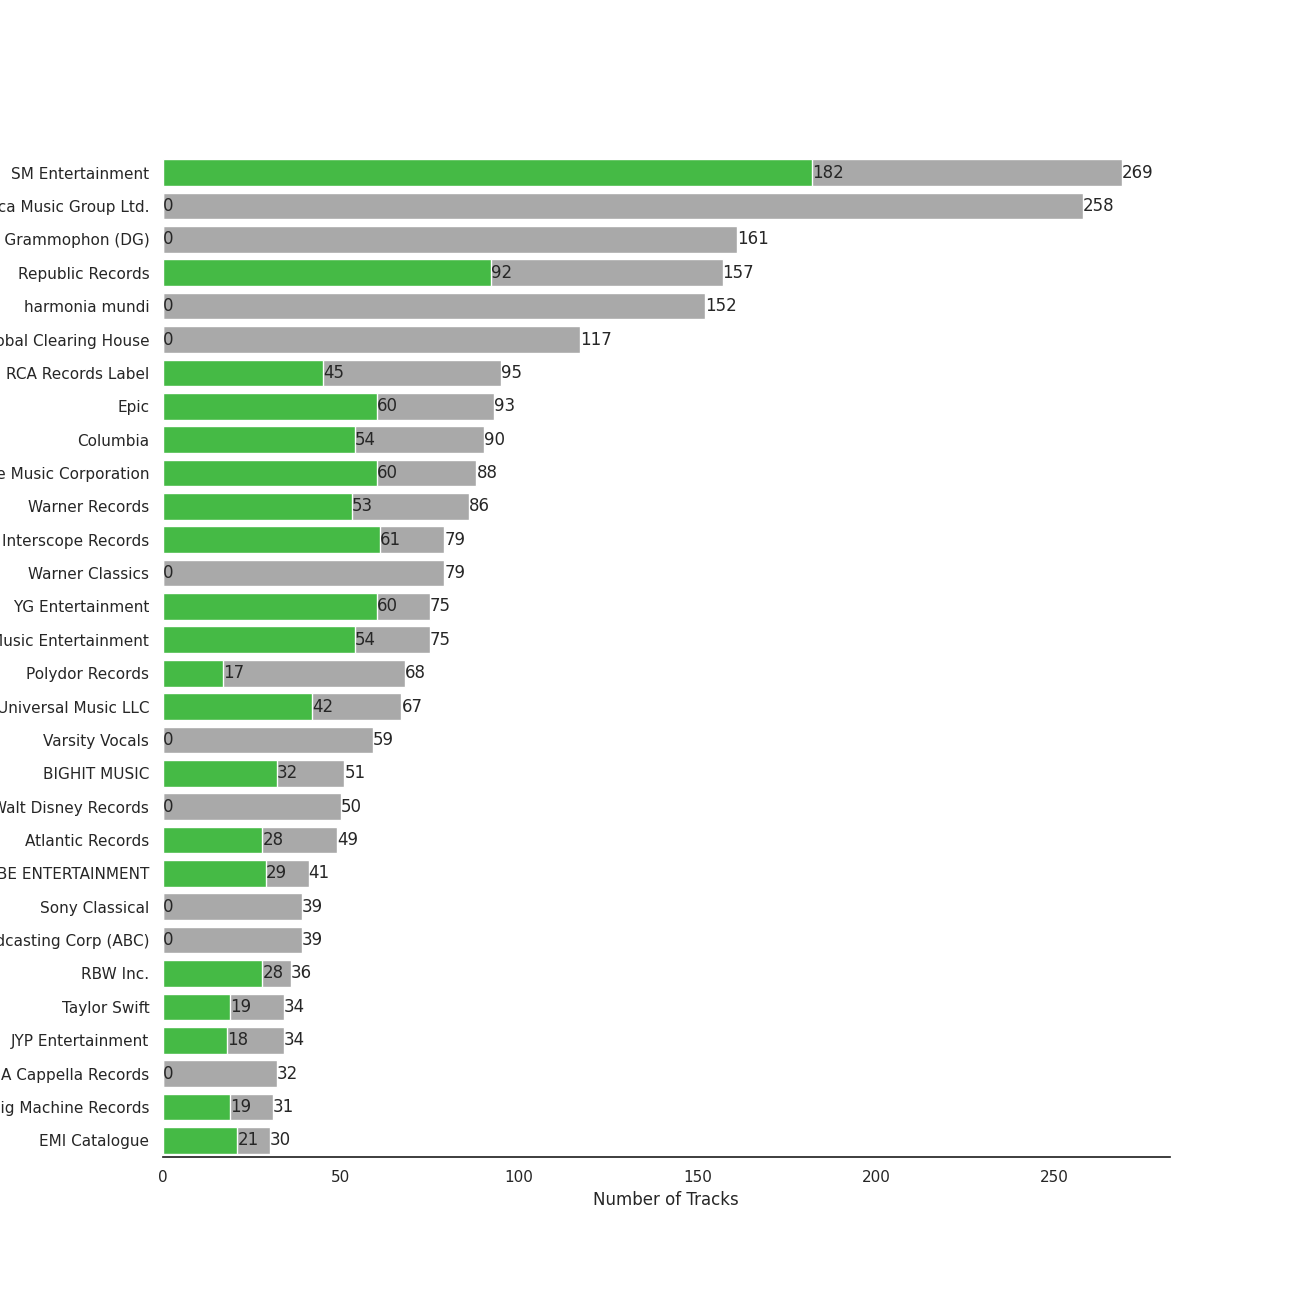 SM Entertainment 182 269
ca Music Group Ltd. 0 258
Grammophon (DG) 0 161
Republic Records 92 157
harmonia mundi 0 152
obal Clearing House 0 117
RCA Records Label 45 95
Epic 60 93
Columbia 54 90
e Music Corporation 60 88
Warner Records 53 86
Interscope Records 61 79
Warner Classics 0 79
YG Entertainment 60 75
Music Entertainment 54 75
Polydor Records 17 68
Universal Music LLC 42 67
Varsity Vocals 0 59
BIGHIT MUSIC 32 51
Walt Disney Records 0 50
Atlantic Records 28 49
BE ENTERTAINMENT 29 41
Sony Classical 0 39
dcasting Corp (ABC) 0 39
RBW Inc. 28 36
Taylor Swift 19 34
JYP Entertainment 18 34
A Cappella Records 0 32
ig Machine Records 19 31
EMI Catalogue 21 30
0 50 100 150 200 250
Number of Tracks